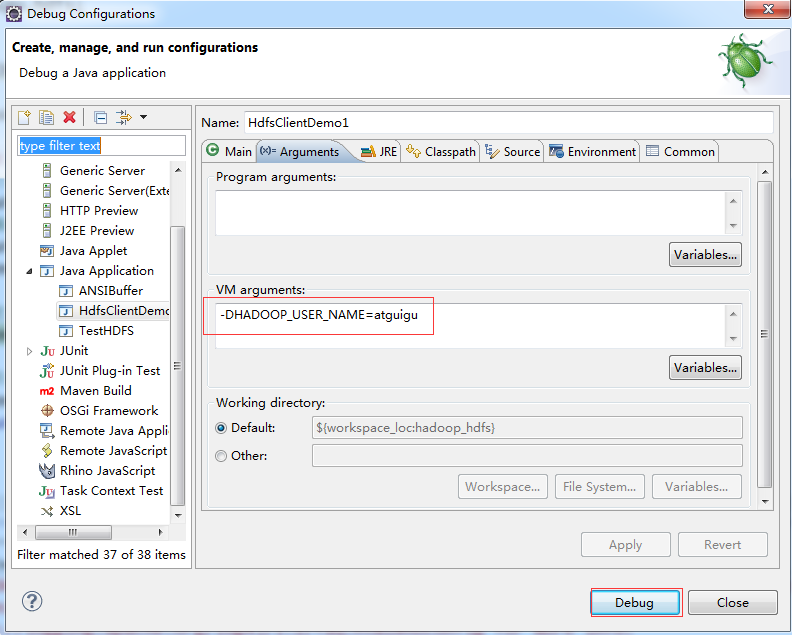 Debug Configurations
Create, manage, and run configurations
Debug a Java application
type filter text
Generic Server
Generic Server(Exte
HTTP Preview
J2EE Preview
Java Applet
Java Application
ANSIBuffer
HdfsClientDemo
TestHDFS
JUnit
JUnit Plug-in Test
Maven Build
OSGi Framework
Remote Java Appli
Remote JavaScript
Rhino JavaScript
Task Context Test
XSL
Filter matched 37 of 38 items
Name: HdfsClientDemo1
Main (x)= Arguments JRE Classpath Source Environment Common
Program arguments:
Variables...
VM arguments:
-DHADOOP_USER_NAME=atguigu
Variables...
Working directory:
Default: ${workspace_loc:hadoop_hdfs}
Other:
Workspace... File System... Variables...
Apply Revert
Debug Close